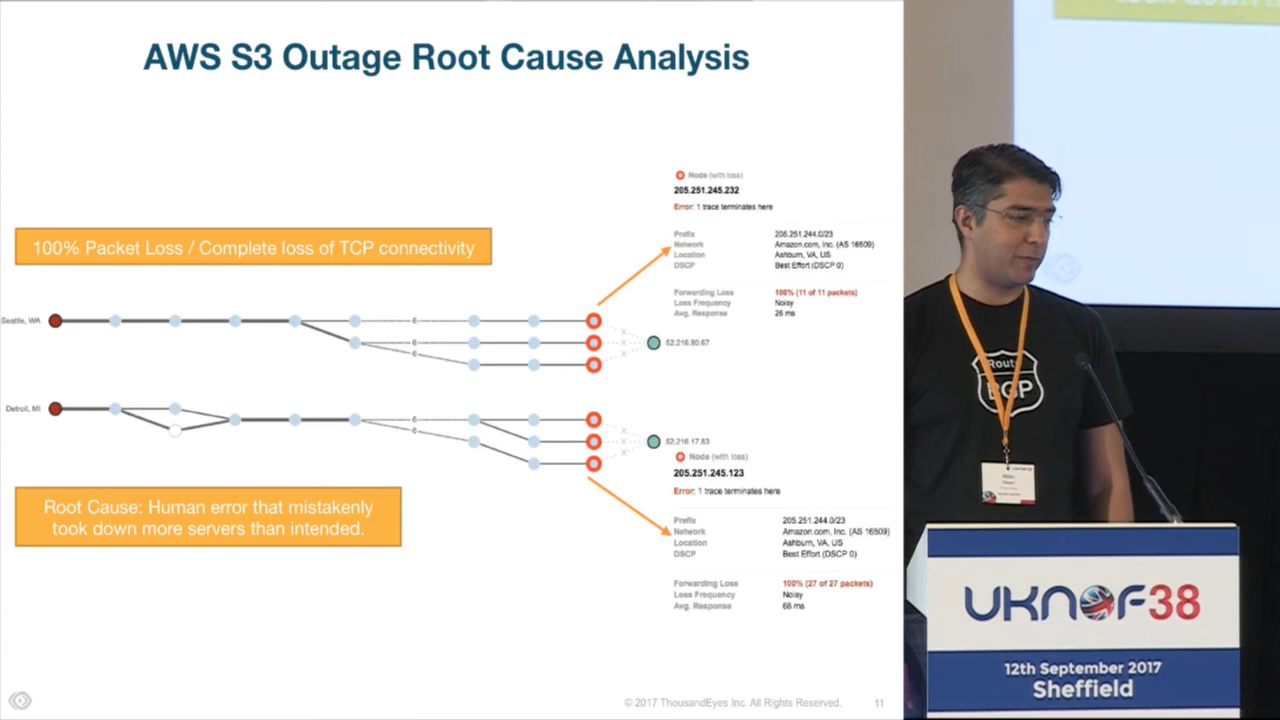 AWS S3 Outage Root Cause Analysis
Node (with loss)
205.251.245.232
Error: 1 trace terminates here
100% Packet Loss / Complete loss of TCP connectivity
Prefix 205.251.244.0/23
Network Amazon.com, Inc. (AS 16509)
Location Ashburn, VA, US
DSCP Best Effort (DSCP 0)
Forwarding Loss 100% (11 of 11 packets)
Loss Frequency Noisy
Avg. Response 26 ms
Seattle, WA
6
6
6
52.216.80.67
Detroit, MI
6
6
52.216.17.83
Node (with loss)
205.251.245.123
Error: 1 trace terminates here
Root Cause: Human error that mistakenly
took down more servers than intended.
Prefix 205.251.244.0/23
Network Amazon.com, Inc. (AS 16509)
Location Ashburn, VA, US
DSCP Best Effort (DSCP 0)
Forwarding Loss 100% (27 of 27 packets)
Loss Frequency Noisy
Avg. Response 66 ms
© 2017 ThousandEyes Inc. All Rights Reserved.
11
Route
BGP
UKNOF38
12th September 2017
Sheffield